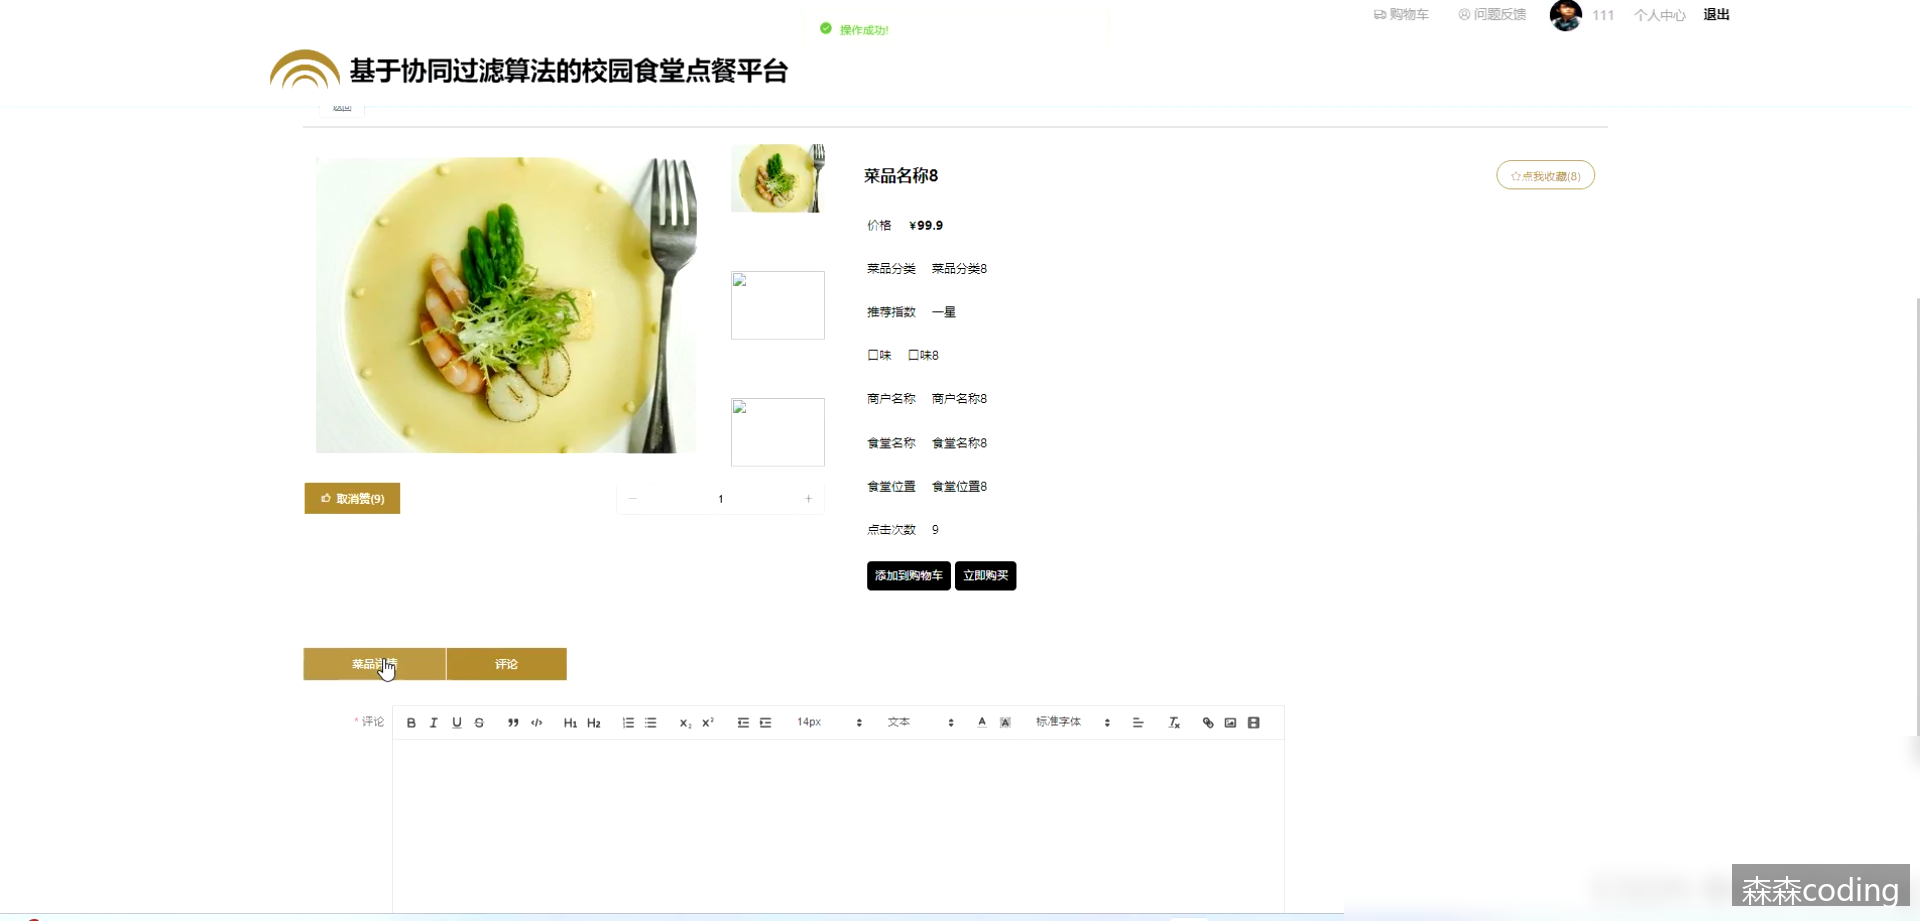 购物车 问题反馈 111 个人中心 退出
操作成功!
基于协同过滤算法的校园食堂点餐平台
返回
菜品名称8
☆点我收藏(8)
价格 ¥99.9
菜品分类 菜品分类8
推荐指数 一星
口味 口味8
商户名称 商户名称8
食堂名称 食堂名称8
食堂位置 食堂位置8
取消赞(9)
— 1 +
点击次数 9
添加到购物车 立即购买
菜品详情 评论
* 评论
B I U S H1 H2 x₂ x² 14px 文本 A A 标准字体
森森coding